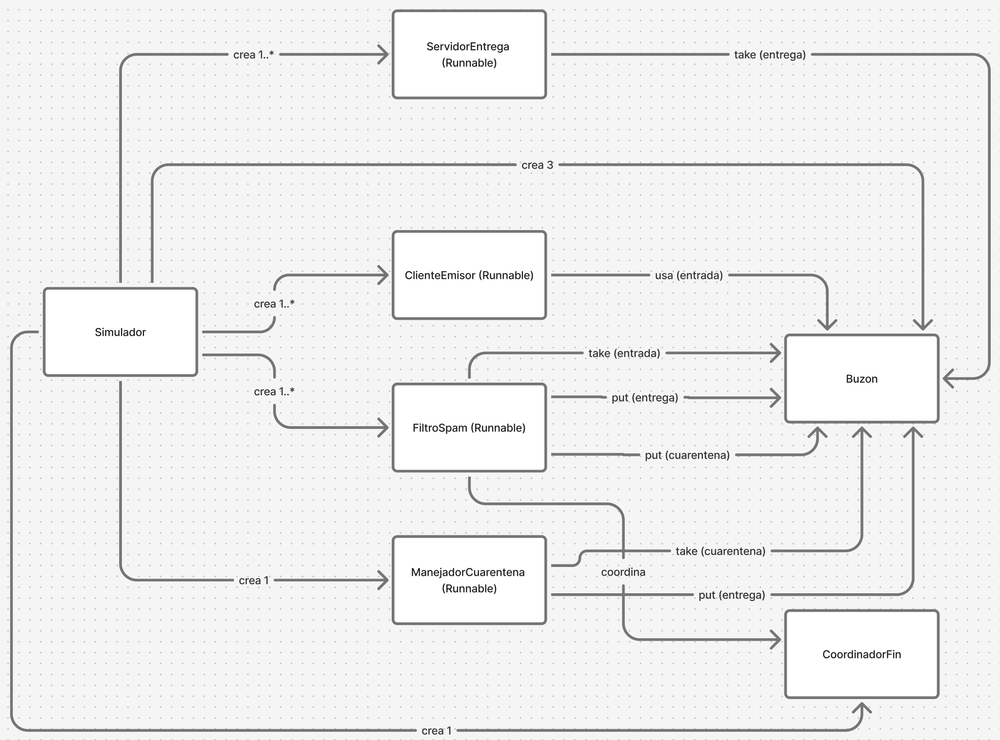 ServidorEntrega
(Runnable)
crea 1..*
take (entrega)
crea 3
ClienteEmisor (Runnable)
usa (entrada)
crea 1..*
Simulador
take (entrada)
Buzon
crea 1..*
put (entrega)
FiltroSpam (Runnable)
put (cuarentena)
take (cuarentena)
ManejadorCuarentena
(Runnable)
coordina
crea 1
put (entrega)
CoordinadorFin
crea 1